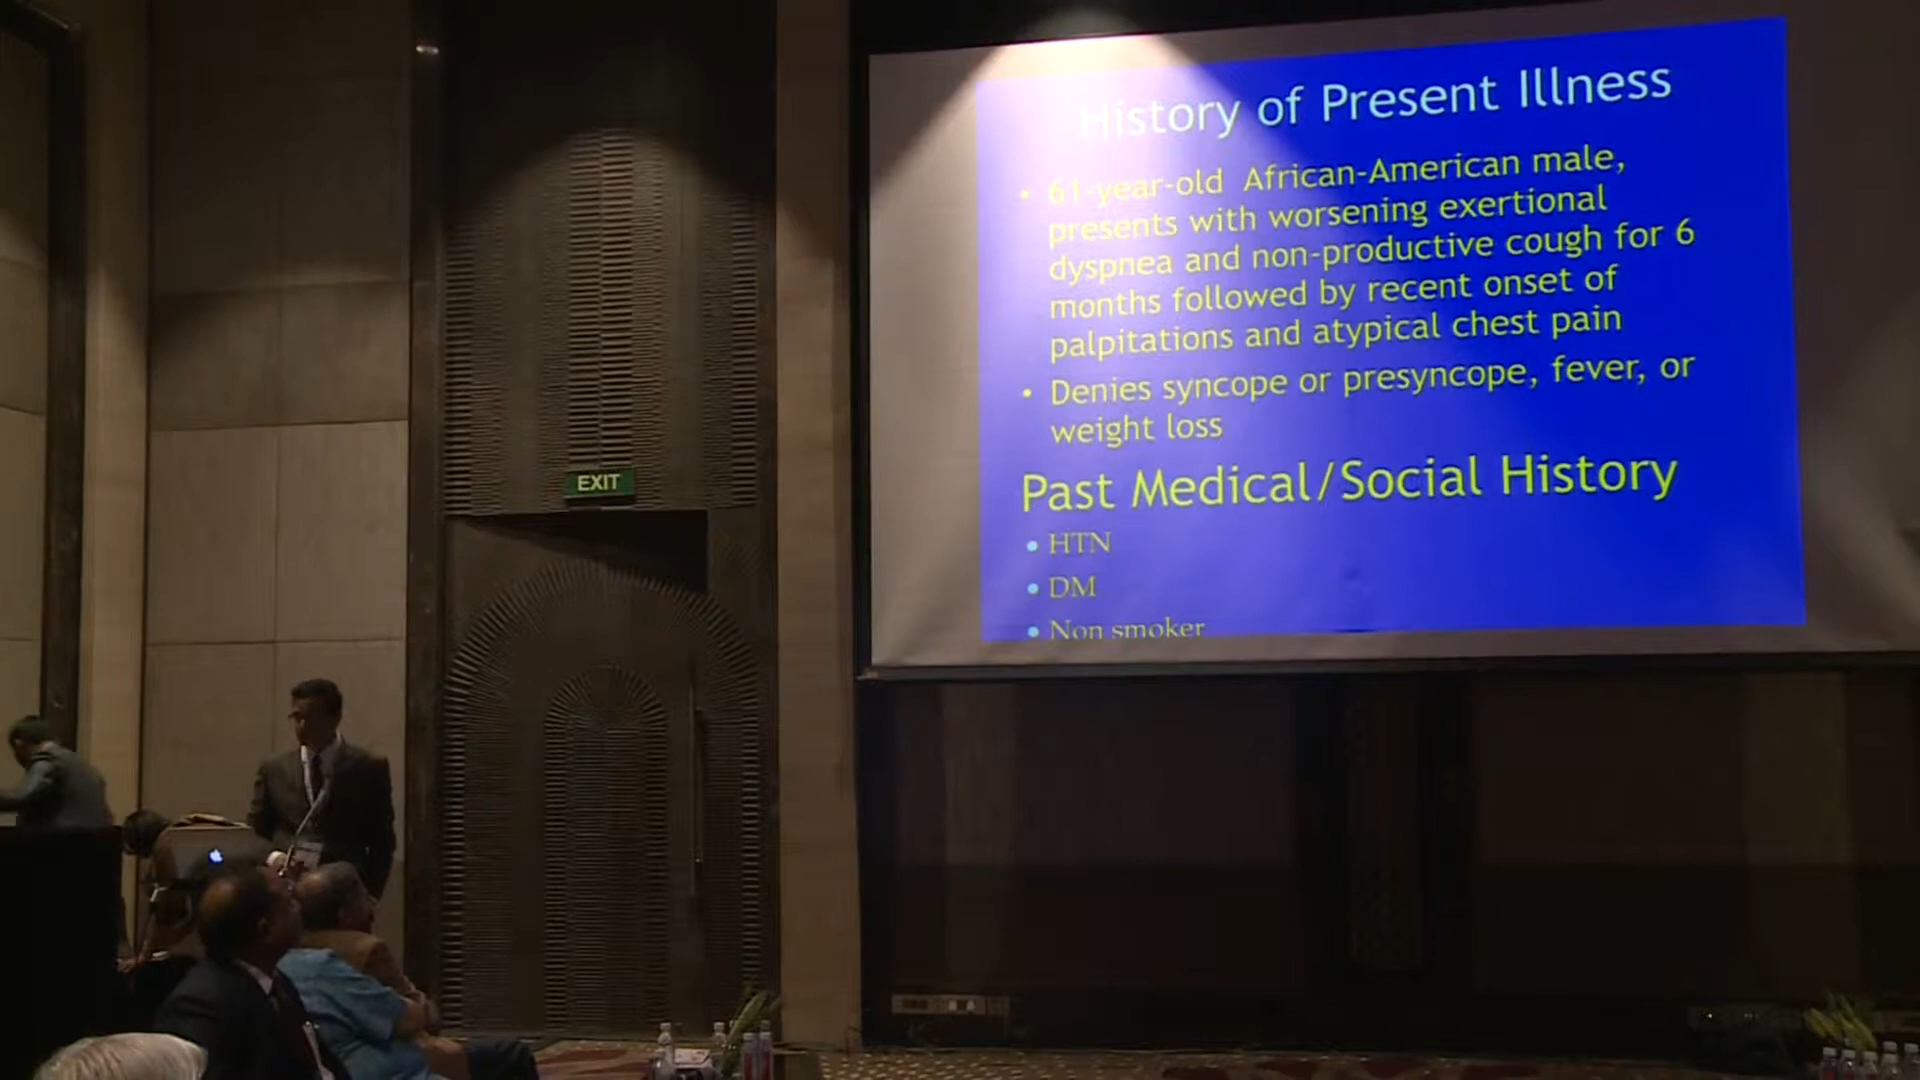 History of Present Illness
• 61-year-old African-American male,
presents with worsening exertional
dyspnea and non-productive cough for 6
months followed by recent onset of
palpitations and atypical chest pain
• Denies syncope or presyncope, fever, or
weight loss
Past Medical/Social History
• HTN
• DM
• Non smoker
EXIT